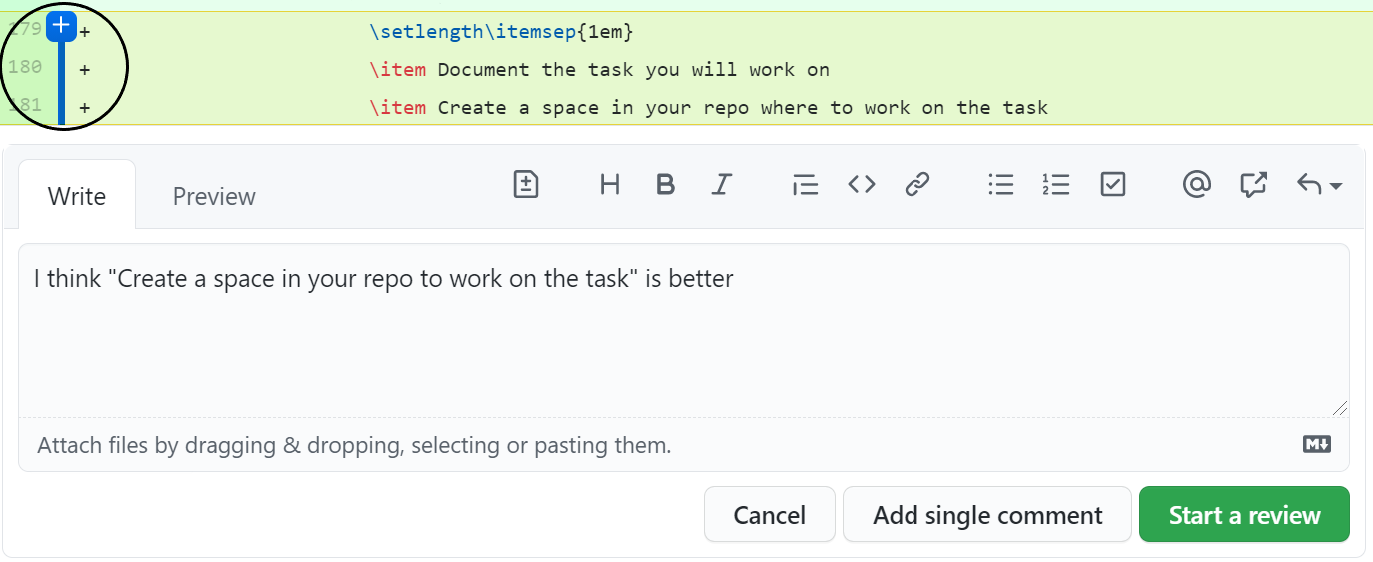 179 + \setlength\itemsep{1em}
180 + \item Document the task you will work on
181 + \item Create a space in your repo where to work on the task
Write Preview H B I
I think "Create a space in your repo to work on the task" is better
Attach files by dragging & dropping, selecting or pasting them.
Cancel Add single comment Start a review